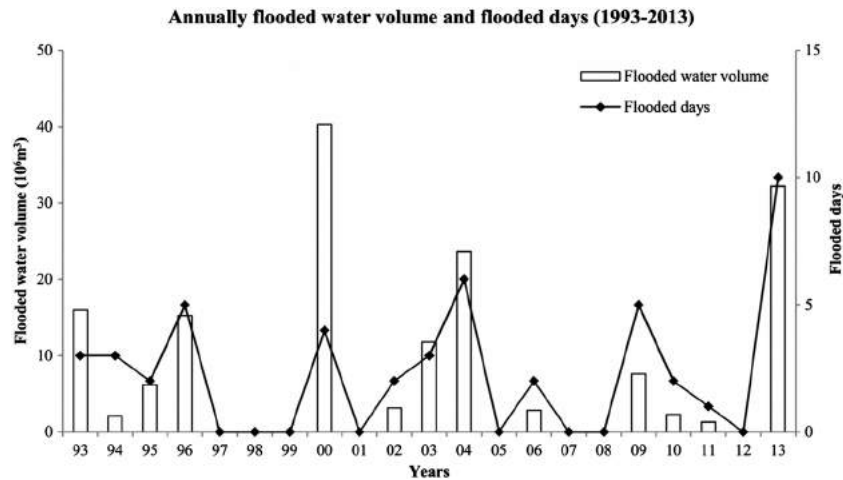 Annually flooded water volume and flooded days (1993-2013)
50
40
30
20
10
0
Flooded water volume (10⁶m³)
15
10
5
0
Flooded days
Flooded water volume
Flooded days
93 94 95 96 97 98 99 00 01 02 03 04 05 06 07 08 09 10 11 12 13
Years